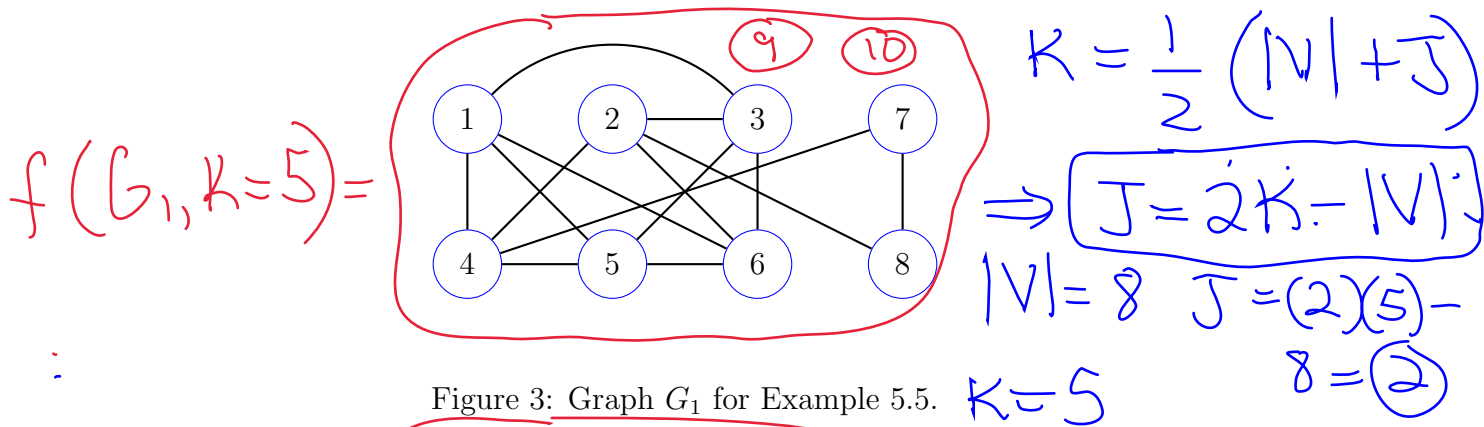 f(G₁, K=5) =
9 10
1 2 3 7
4 5 6 8
Figure 3: Graph G₁ for Example 5.5.
K = 1/2 (|V| + J)
⇒ J = 2K - |V|
|V| = 8 J = (2)(5) -
8 = 2
K = 5